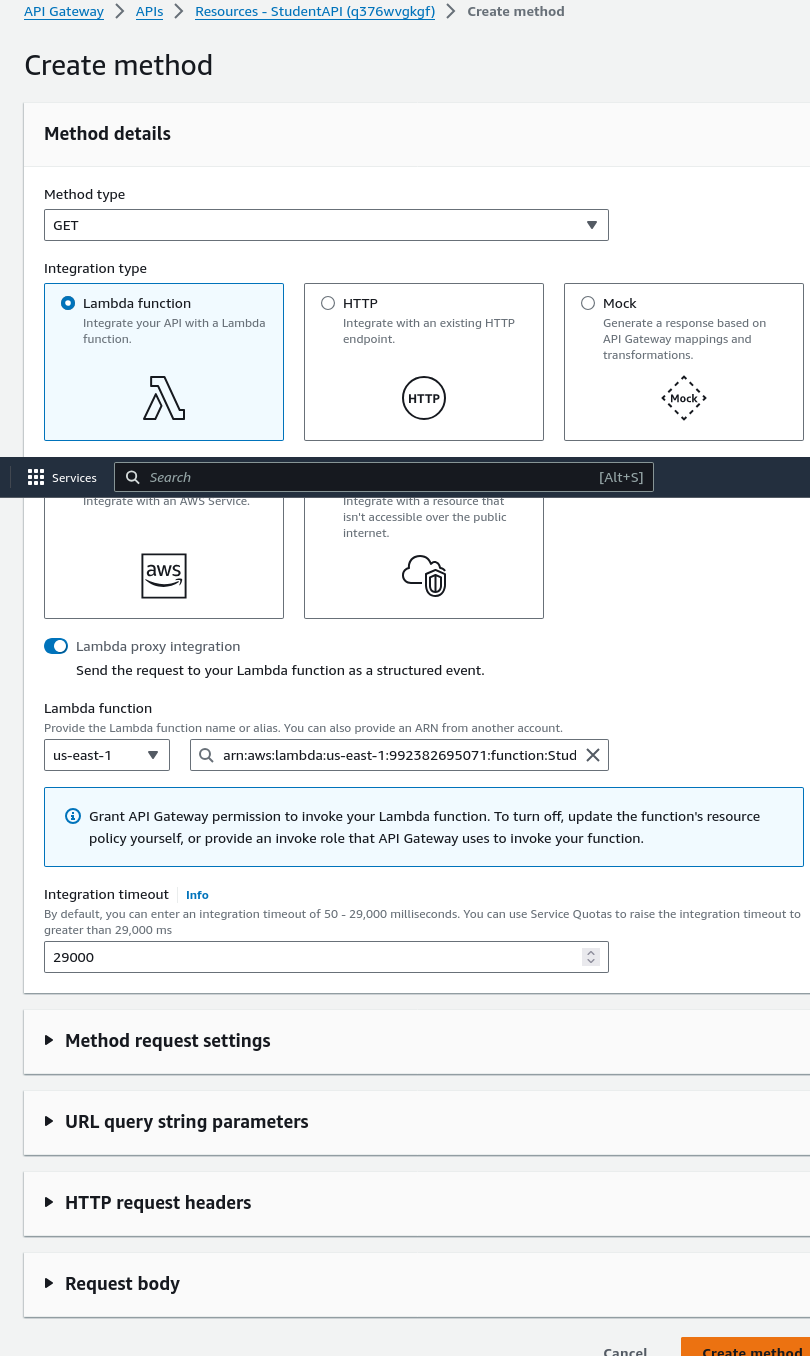 API Gateway > APIs > Resources - StudentAPI (q376wvgkgf) > Create method
Create method
Method details
Method type
GET
Integration type
Lambda function
Integrate your API with a Lambda
function.
HTTP
Integrate with an existing HTTP
endpoint.
HTTP
Mock
Generate a response based on
API Gateway mappings and
transformations.
Mock
Services
Search
[Alt+S]
Integrate with an AWS Service.
aws
Integrate with a resource that
isn't accessible over the public
internet.
Lambda proxy integration
Send the request to your Lambda function as a structured event.
Lambda function
Provide the Lambda function name or alias. You can also provide an ARN from another account.
us-east-1
arn:aws:lambda:us-east-1:992382695071:function:Stud
Grant API Gateway permission to invoke your Lambda function. To turn off, update the function's resource
policy yourself, or provide an invoke role that API Gateway uses to invoke your function.
Integration timeout
Info
By default, you can enter an integration timeout of 50 - 29,000 milliseconds. You can use Service Quotas to raise the integration timeout to
greater than 29,000 ms
29000
Method request settings
URL query string parameters
HTTP request headers
Request body
Cancel
Create method